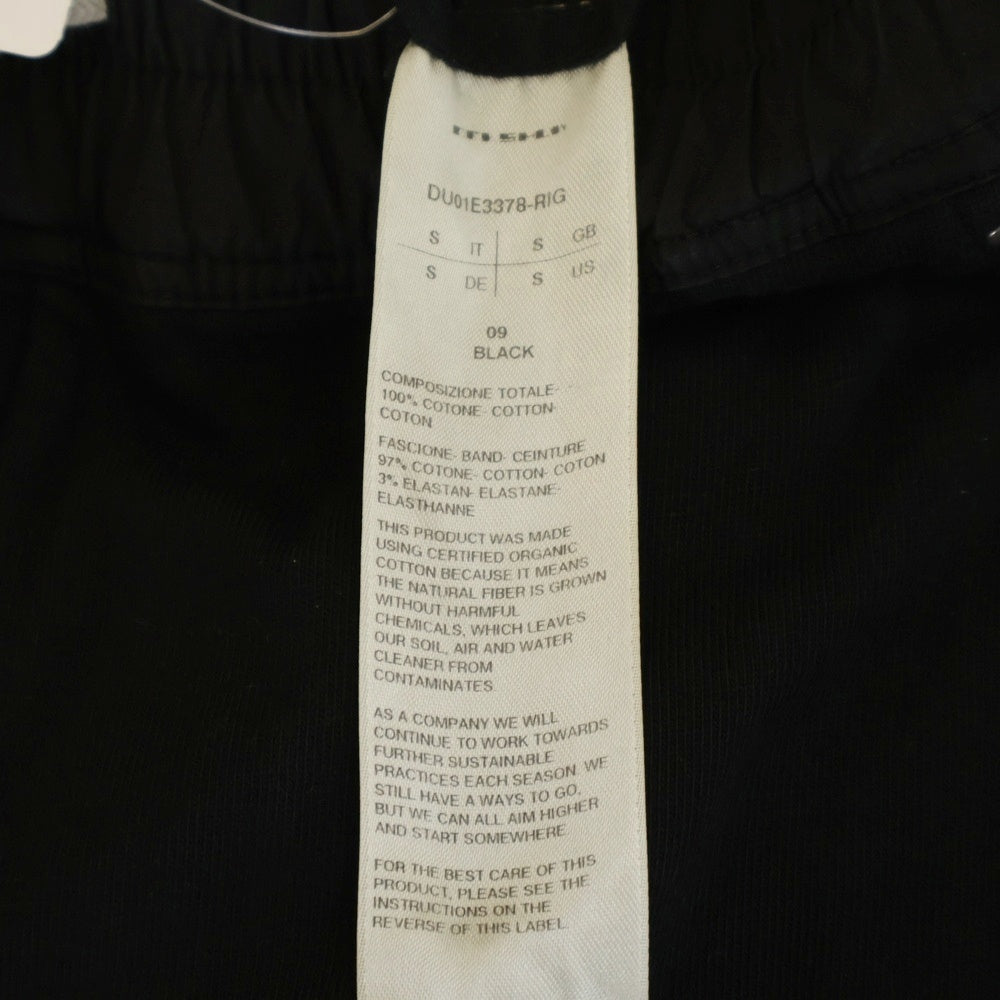 DU01E3378-RIG
S IT S GB
S DE S US
09
BLACK
COMPOSIZIONE TOTALE-
100% COTONE- COTTON-
COTON
FASCIONE- BAND- CEINTURE
97% COTONE- COTTON- COTON
3% ELASTAN- ELASTANE-
ELASTHANNE
THIS PRODUCT WAS MADE
USING CERTIFIED ORGANIC
COTTON BECAUSE IT MEANS
THE NATURAL FIBER IS GROWN
WITHOUT HARMFUL
CHEMICALS, WHICH LEAVES
OUR SOIL, AIR AND WATER
CLEANER FROM
CONTAMINATES.
AS A COMPANY WE WILL
CONTINUE TO WORK TOWARDS
FURTHER SUSTAINABLE
PRACTICES EACH SEASON. WE
STILL HAVE A WAYS TO GO,
BUT WE CAN ALL AIM HIGHER
AND START SOMEWHERE.
FOR THE BEST CARE OF THIS
PRODUCT, PLEASE SEE THE
INSTRUCTIONS ON THE
REVERSE OF THIS LABEL.